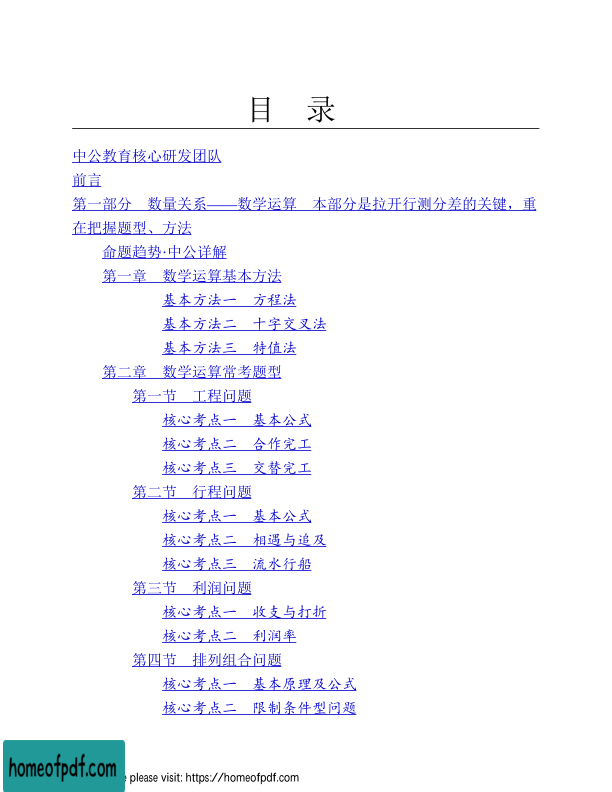 目 录
中公教育核心研发团队
前言
第一部分 数量关系——数学运算 本部分是拉开行测分差的关键，重
在把握题型、方法
命题趋势·中公详解
第一章 数学运算基本方法
基本方法一 方程法
基本方法二 十字交叉法
基本方法三 特值法
第二章 数学运算常考题型
第一节 工程问题
核心考点一 基本公式
核心考点二 合作完工
核心考点三 交替完工
第二节 行程问题
核心考点一 基本公式
核心考点二 相遇与追及
核心考点三 流水行船
第三节 利润问题
核心考点一 收支与打折
核心考点二 利润率
第四节 排列组合问题
核心考点一 基本原理及公式
核心考点二 限制条件型问题
homeofpdf.com
please visit: https://homeofpdf.com